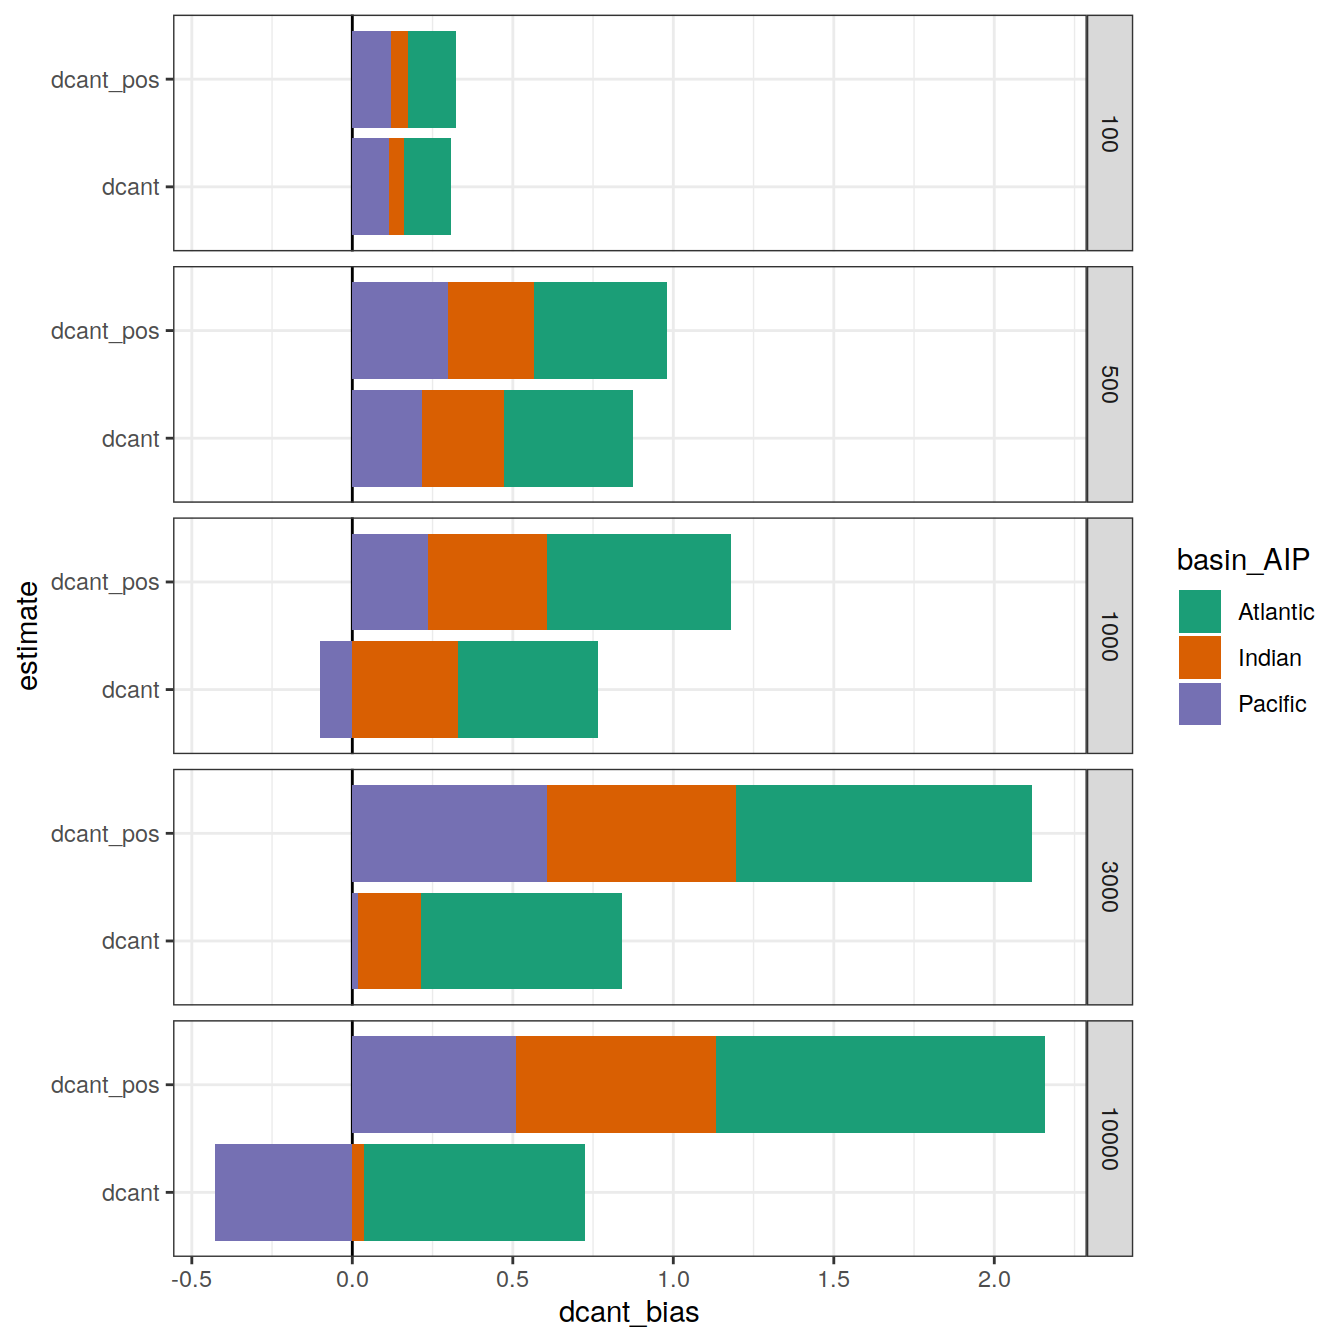 dcant_pos
dcant
100
dcant_pos
dcant
500
dcant_pos
dcant
1000
dcant_pos
dcant
3000
dcant_pos
dcant
10000
estimate
-0.5
0.0
0.5
1.0
1.5
2.0
dcant_bias
basin_AIP
Atlantic
Indian
Pacific